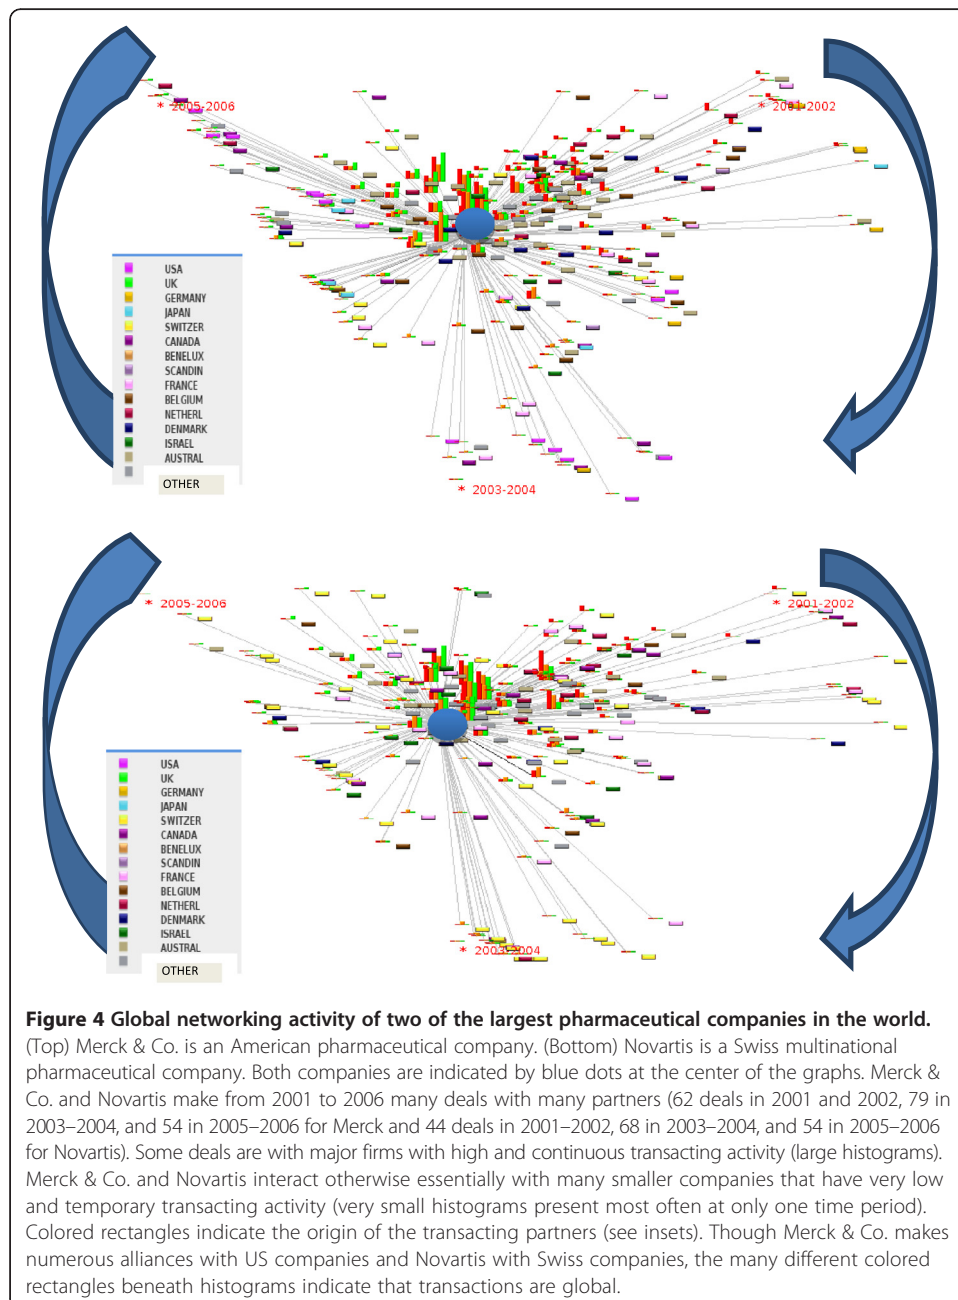 * 2005-2006
* 2001-2002
USA
UK
GERMANY
JAPAN
SWITZER
CANADA
BENELUX
SCANDIN
FRANCE
BELGIUM
NETHERL
DENMARK
ISRAEL
AUSTRAL
OTHER
* 2003-2004
* 2005-2006
* 2001-2002
USA
UK
GERMANY
JAPAN
SWITZER
CANADA
BENELUX
SCANDIN
FRANCE
BELGIUM
NETHERL
DENMARK
ISRAEL
AUSTRAL
OTHER
* 2003-2004
Figure 4 Global networking activity of two of the largest pharmaceutical companies in the world.
(Top) Merck & Co. is an American pharmaceutical company. (Bottom) Novartis is a Swiss multinational
pharmaceutical company. Both companies are indicated by blue dots at the center of the graphs. Merck &
Co. and Novartis make from 2001 to 2006 many deals with many partners (62 deals in 2001 and 2002, 79 in
2003–2004, and 54 in 2005–2006 for Merck and 44 deals in 2001–2002, 68 in 2003–2004, and 54 in 2005–2006
for Novartis). Some deals are with major firms with high and continuous transacting activity (large histograms).
Merck & Co. and Novartis interact otherwise essentially with many smaller companies that have very low
and temporary transacting activity (very small histograms present most often at only one time period).
Colored rectangles indicate the origin of the transacting partners (see insets). Though Merck & Co. makes
numerous alliances with US companies and Novartis with Swiss companies, the many different colored
rectangles beneath histograms indicate that transactions are global.